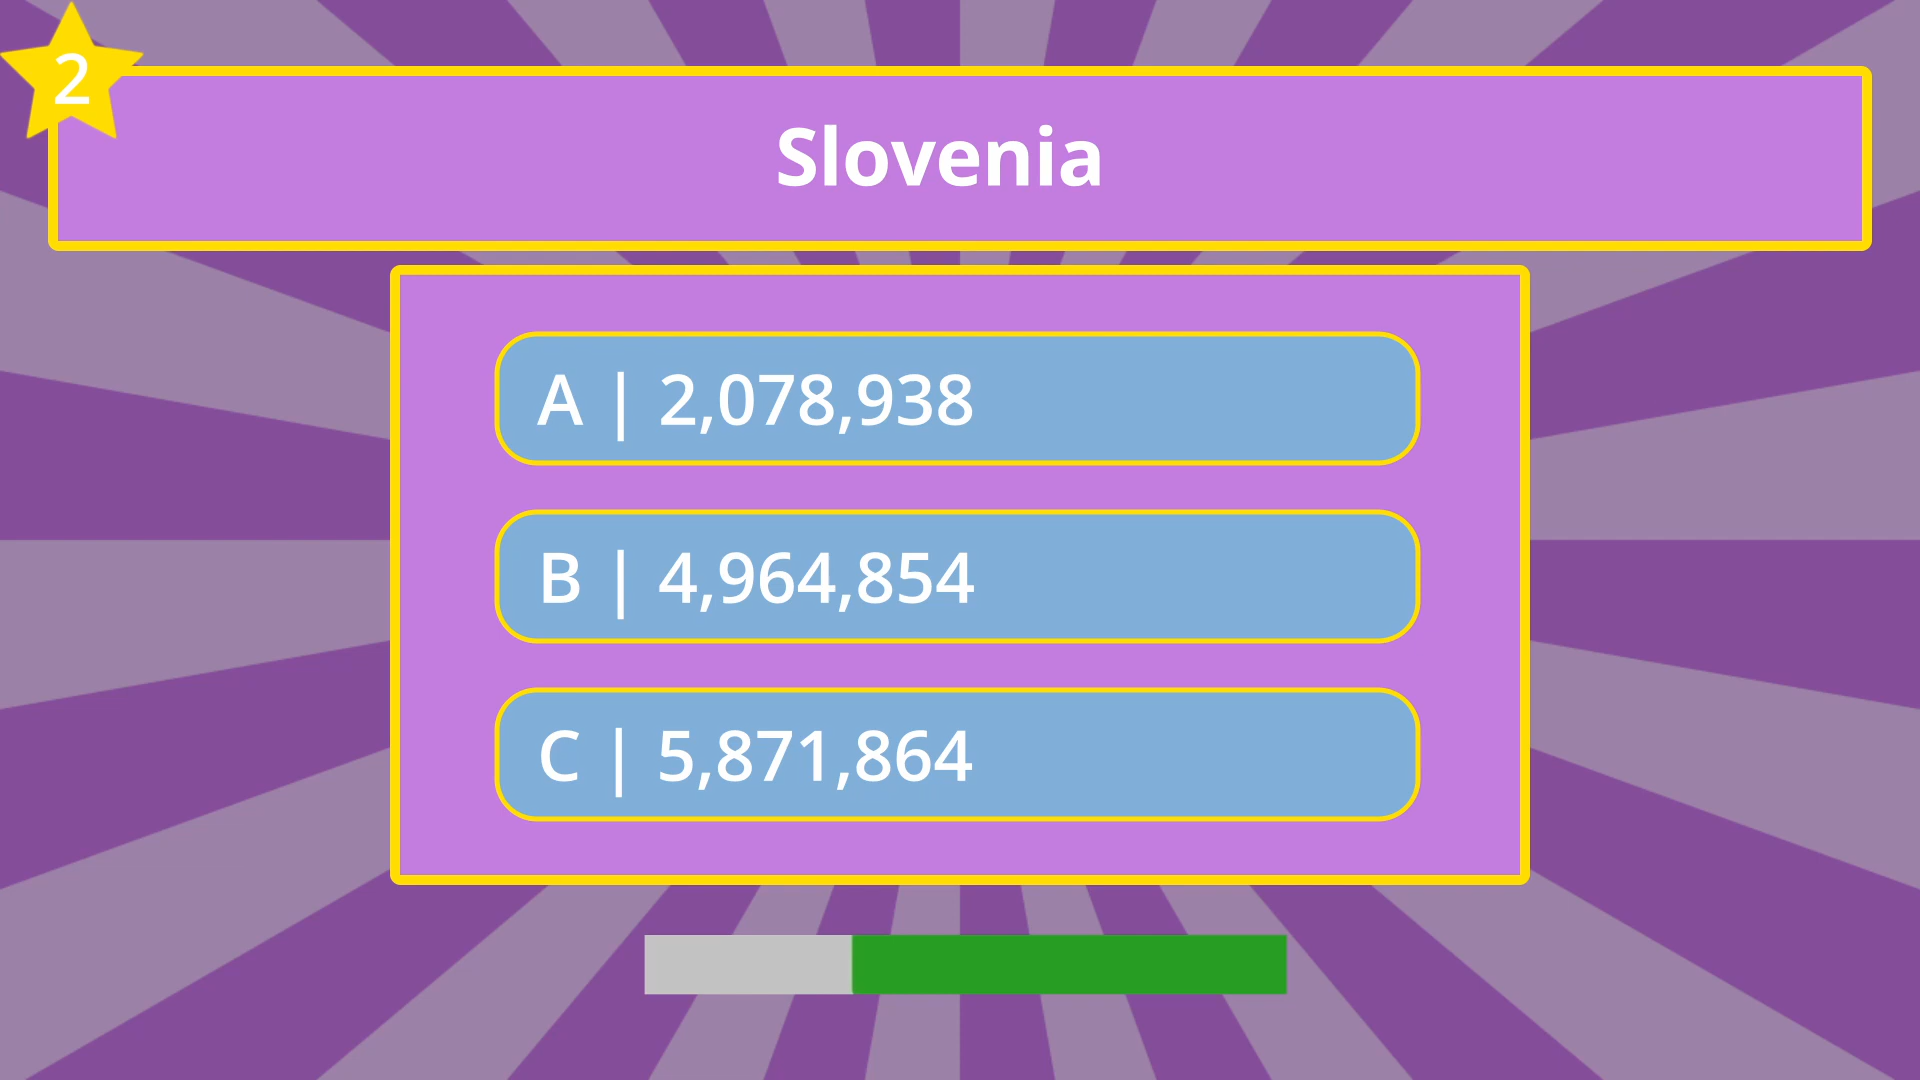 2
Slovenia
A | 2,078,938
B | 4,964,854
C | 5,871,864